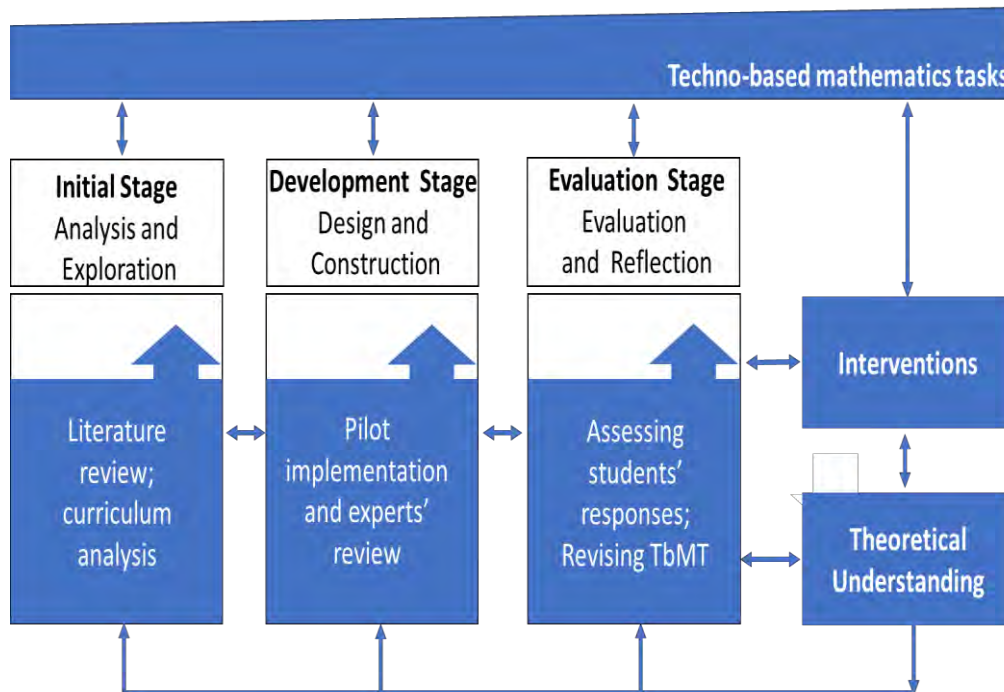 Techno-based mathematics tasks
Initial Stage
Analysis and
Exploration
Development Stage
Design and
Construction
Evaluation Stage
Evaluation
and Reflection
Literature
review;
curriculum
analysis
Pilot
implementation
and experts'
review
Assessing
students'
responses;
Revising TbMT
Interventions
Theoretical
Understanding